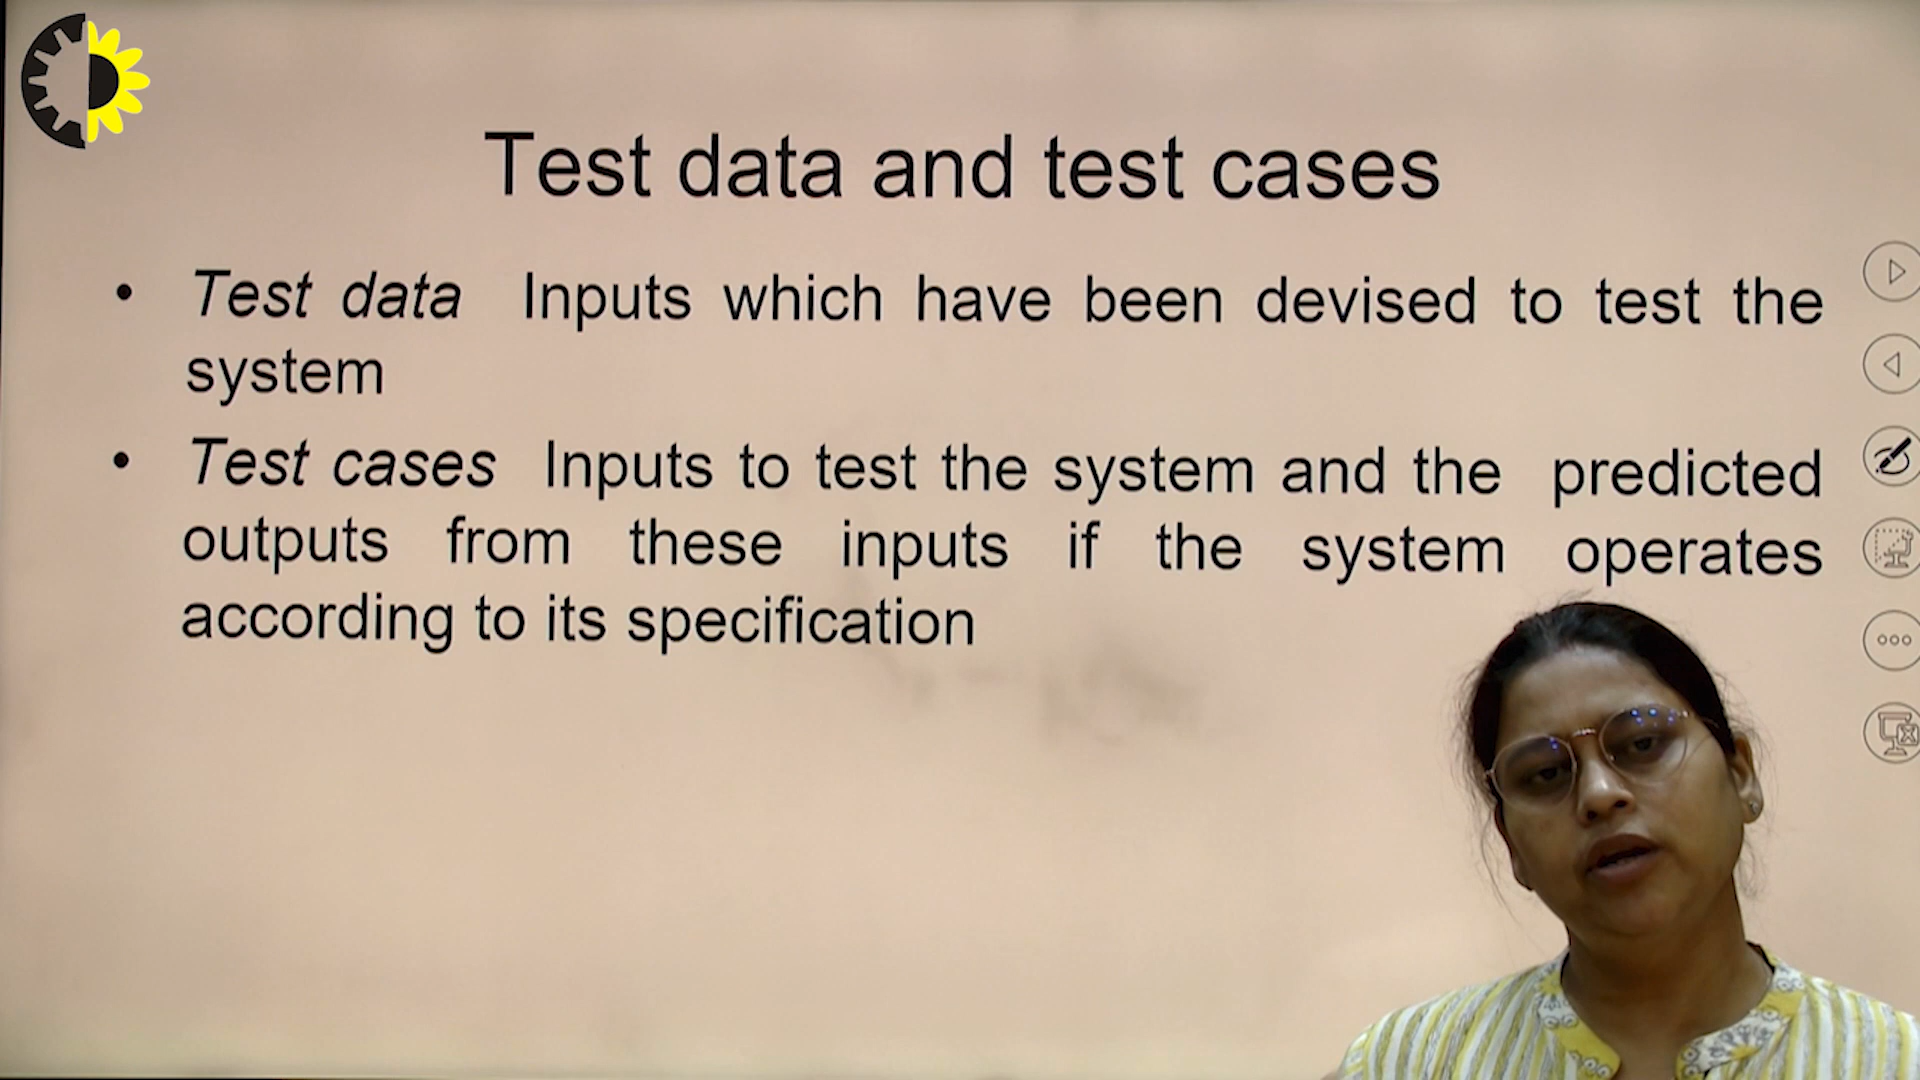 Test data and test cases
• Test data Inputs which have been devised to test the
system
• Test cases Inputs to test the system and the predicted
outputs from these inputs if the system operates
according to its specification